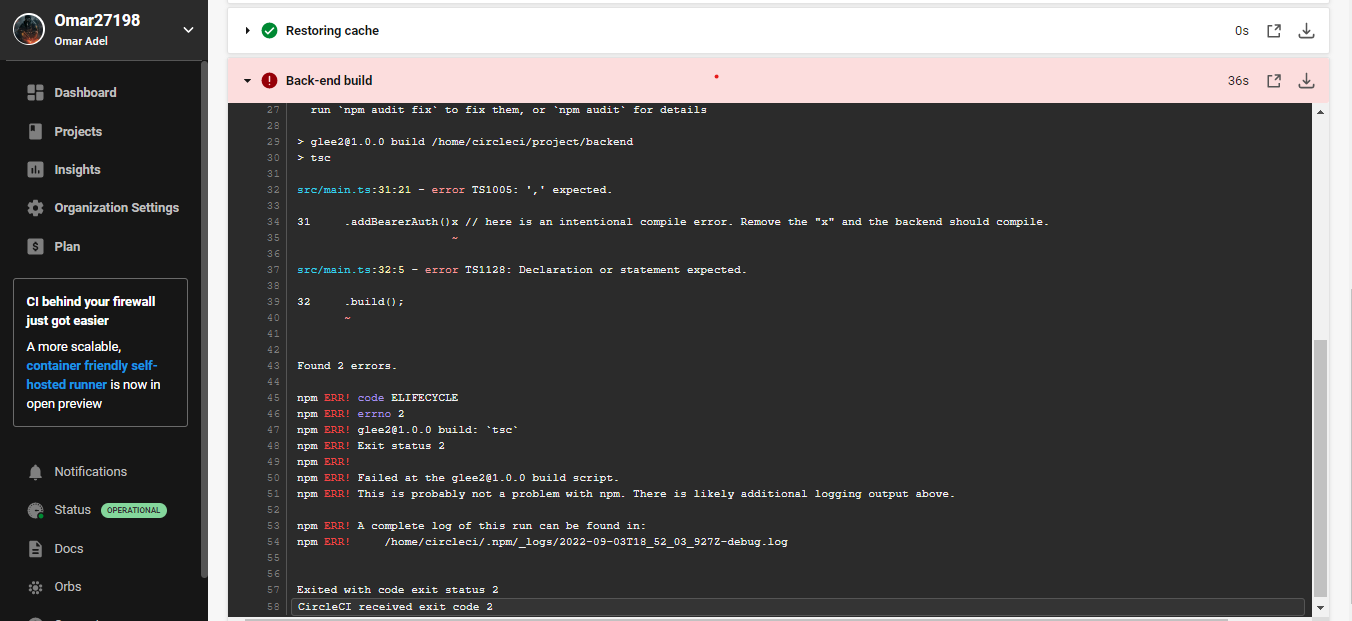 Omar27198
Omar Adel
Dashboard
Projects
Insights
Organization Settings
Plan
CI behind your firewall
just got easier
A more scalable,
container friendly self-
hosted runner is now in
open preview
Notifications
Status OPERATIONAL
Docs
Orbs
Restoring cache 0s
Back-end build 36s
27 run `npm audit fix` to fix them, or `npm audit` for details
28
29 > glee2@1.0.0 build /home/circleci/project/backend
30 > tsc
31
32 src/main.ts:31:21 - error TS1005: ',' expected.
33
34 31     .addBearerAuth()x // here is an intentional compile error. Remove the "x" and the backend should compile.
35 ~
36
37 src/main.ts:32:5 - error TS1128: Declaration or statement expected.
38
39 32     .build();
40 ~
41
42
43 Found 2 errors.
44
45 npm ERR! code ELIFECYCLE
46 npm ERR! errno 2
47 npm ERR! glee2@1.0.0 build: `tsc`
48 npm ERR! Exit status 2
49 npm ERR!
50 npm ERR! Failed at the glee2@1.0.0 build script.
51 npm ERR! This is probably not a problem with npm. There is likely additional logging output above.
52
53 npm ERR! A complete log of this run can be found in:
54 npm ERR!     /home/circleci/.npm/_logs/2022-09-03T18_52_03_927Z-debug.log
55
56
57 Exited with code exit status 2
58 CircleCI received exit code 2